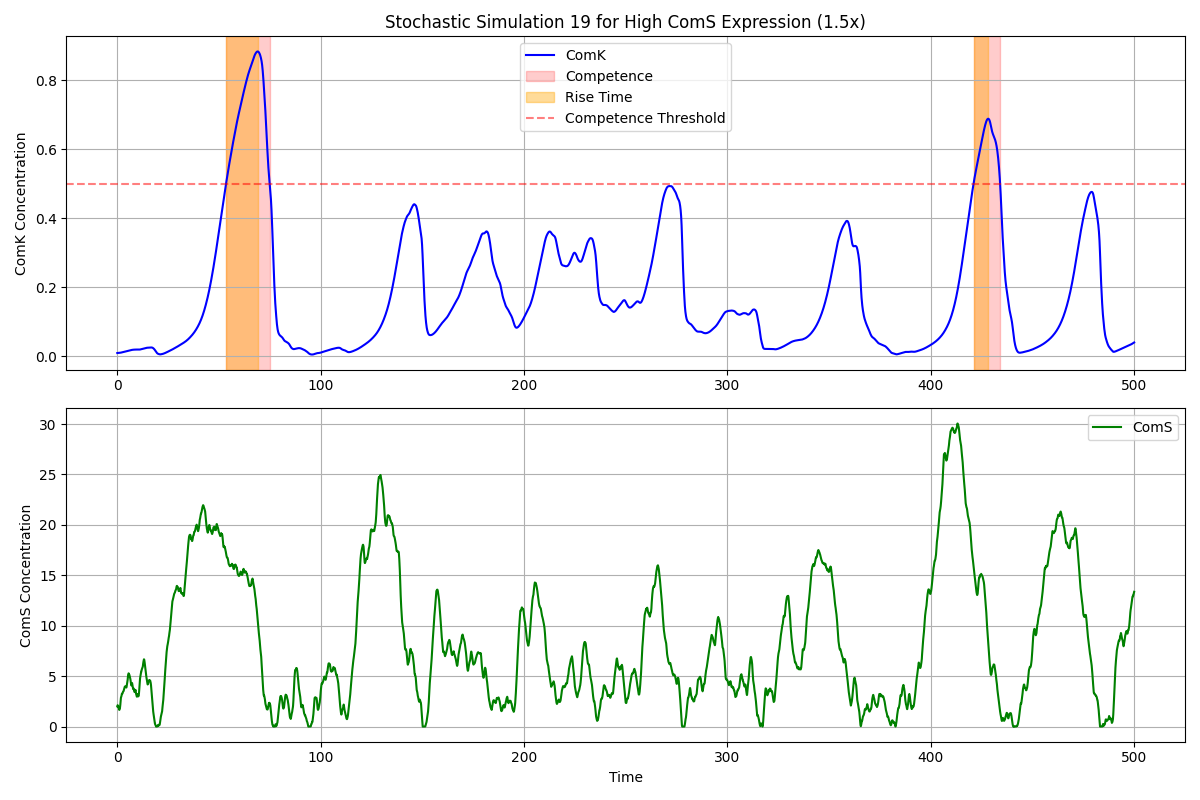 Stochastic Simulation 19 for High ComS Expression (1.5x)
ComK Concentration
0.8
0.6
0.4
0.2
0.0
ComK
Competence
Rise Time
Competence Threshold
0 100 200 300 400 500
ComS Concentration
30
25
20
15
10
5
0
ComS
0 100 200 300 400 500
Time